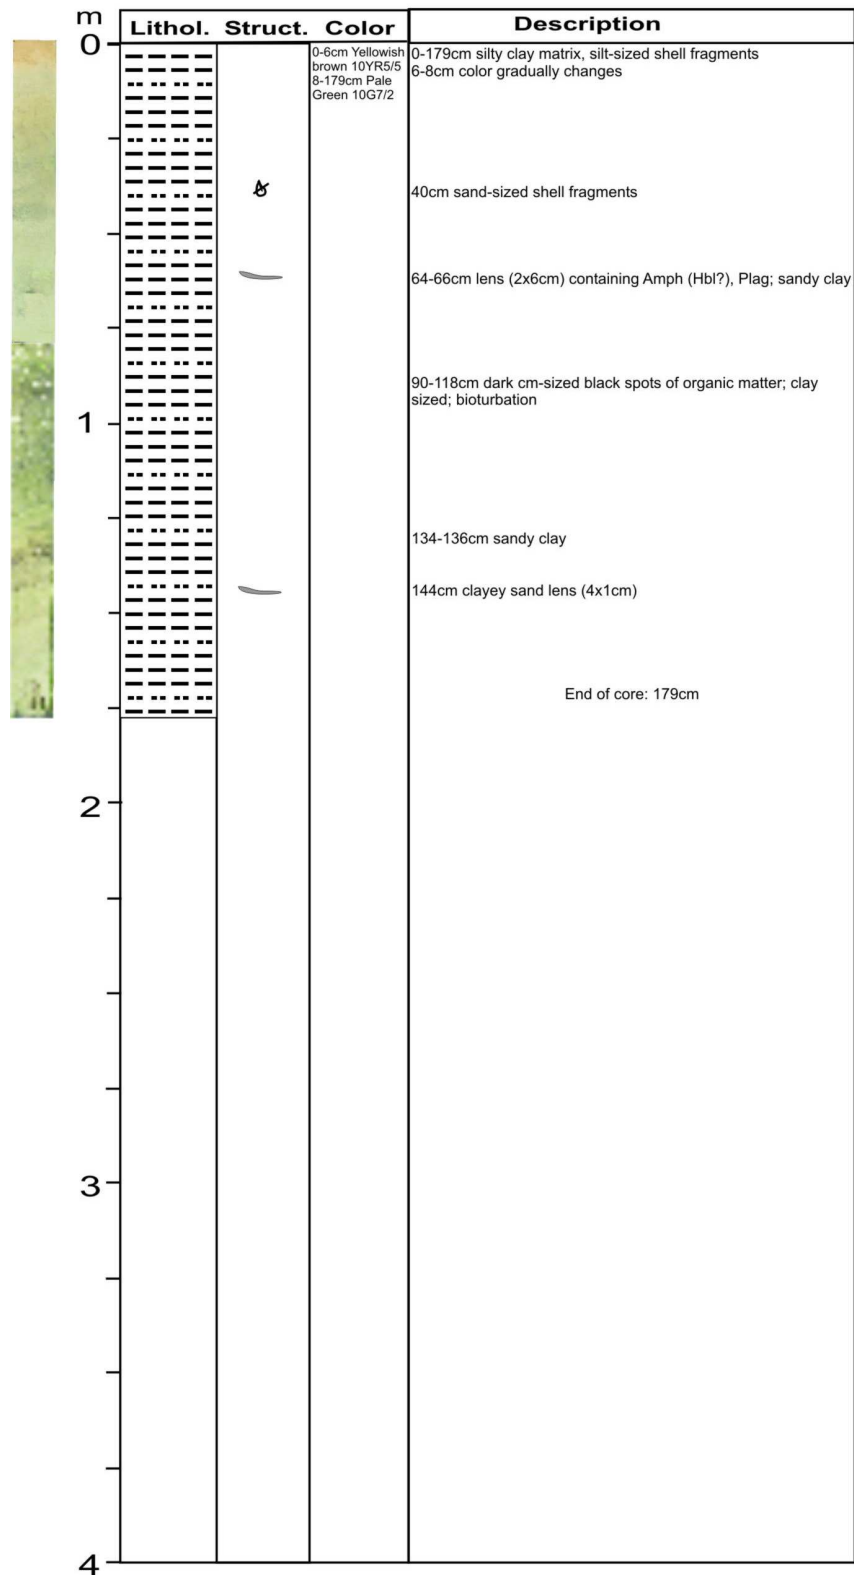 m
Lithol. Struct. Color Description
0
0-6cm Yellowish
brown 10YR5/5
8-179cm Pale
Green 10G7/2
0-179cm silty clay matrix, silt-sized shell fragments
6-8cm color gradually changes
40cm sand-sized shell fragments
64-66cm lens (2x6cm) containing Amph (Hbl?), Plag; sandy clay
90-118cm dark cm-sized black spots of organic matter; clay
sized; bioturbation
1
134-136cm sandy clay
144cm clayey sand lens (4x1cm)
End of core: 179cm
2
3
4